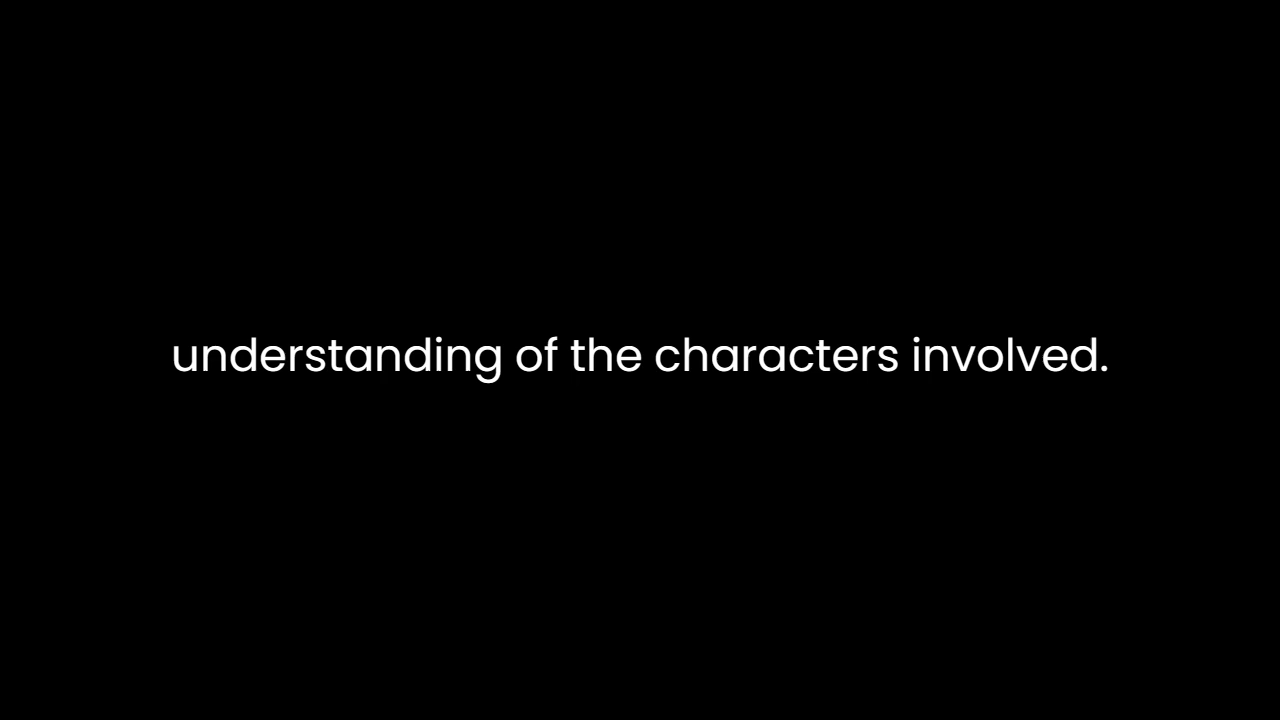 understanding of the characters involved.